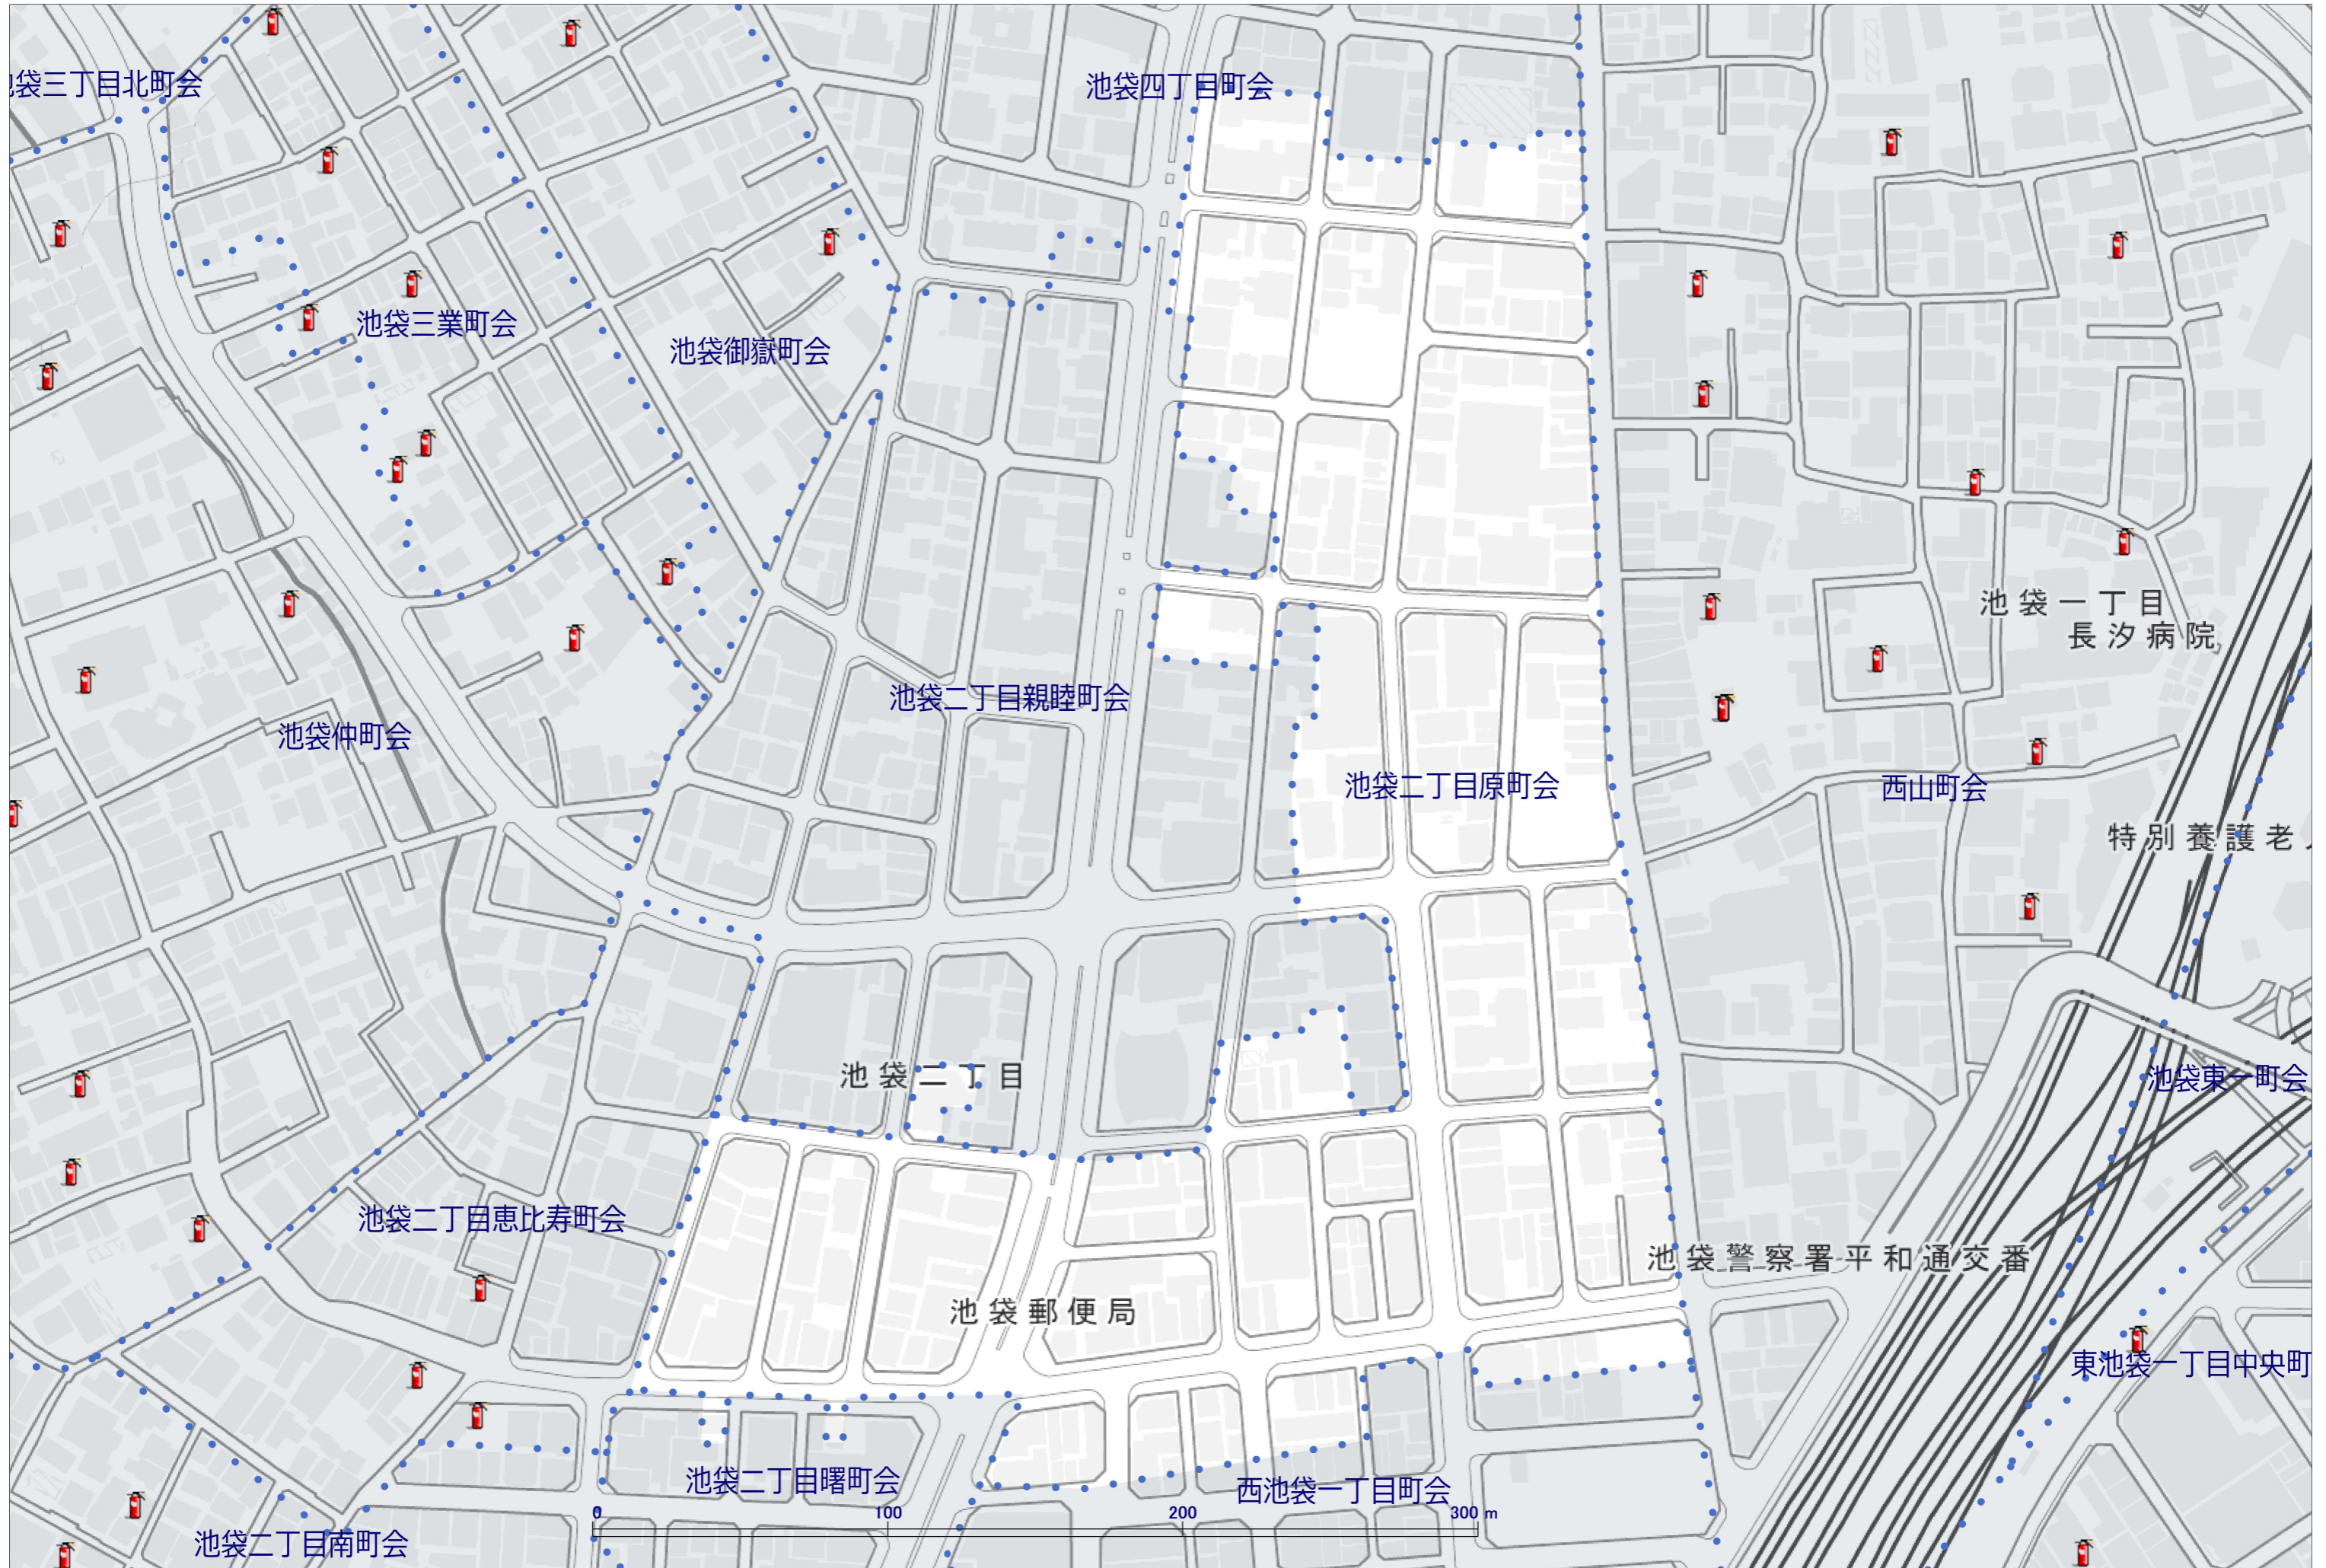 池袋四丁目町会
袋三丁目北町会
池袋三業町会
池袋御嶽町会
池袋一丁目
長汐病院
池袋二丁目親睦町会
池袋仲町会
池袋二丁目原町会
西山町会
特別養護老
池袋二丁目
池袋東一町会
池袋二丁目恵比寿町会
池袋警察署平和通交番
池袋郵便局
東池袋一丁目中央町
池袋二丁目曙町会
西池袋一丁目町会
0 100 200 300 m
池袋二丁目南町会